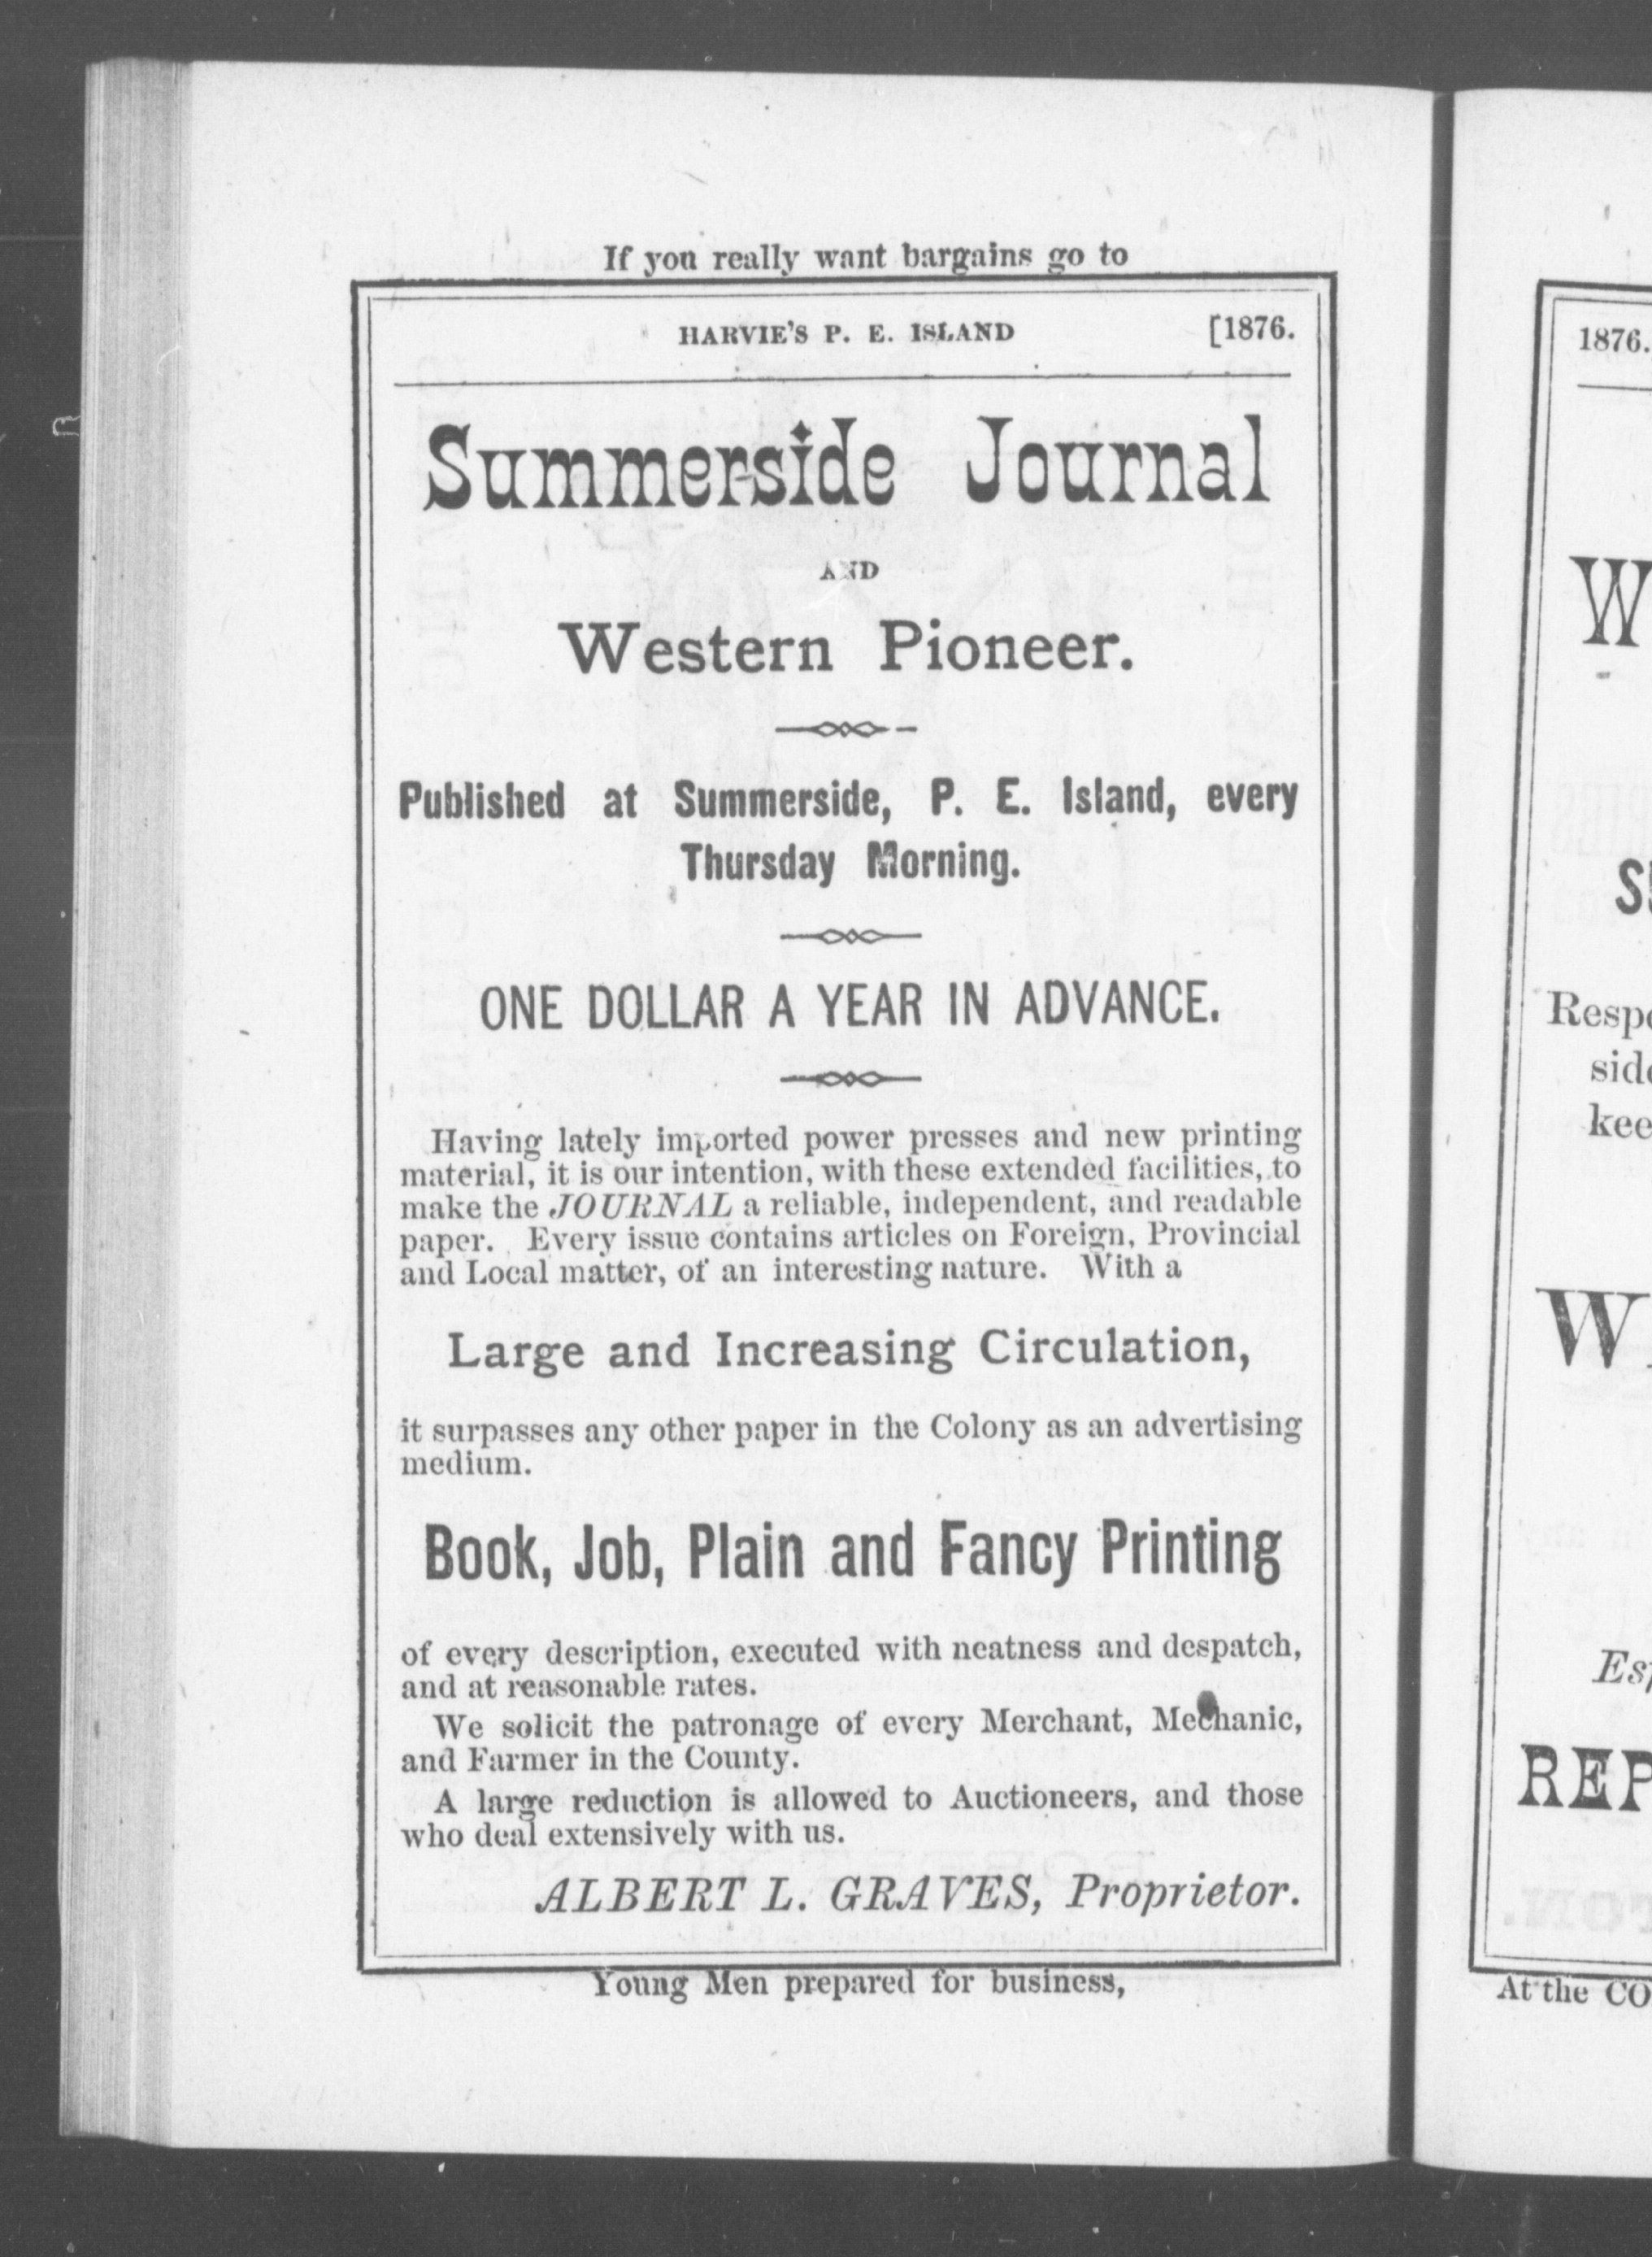 If you really want bargains go to
HARVIE'S P. E. ISLAND [1876.
Summerside Journal
AND
Western Pioneer.
Published at Summerside, P. E. Island, every
Thursday Morning.
ONE DOLLAR A YEAR IN ADVANCE.
Having lately imported power presses and new printing
material, it is our intention, with these extended facilities, to
make the JOURNAL a reliable, independent, and readable
paper. Every issue contains articles on Foreign, Provincial
and Local matter, of an interesting nature. With a
Large and Increasing Circulation,
it surpasses any other paper in the Colony as an advertising
medium.
Book, Job, Plain and Fancy Printing
of every description, executed with neatness and despatch,
and at reasonable rates.
We solicit the patronage of every Merchant, Mechanic,
and Farmer in the County.
A large reduction is allowed to Auctioneers, and those
who deal extensively with us.
ALBERT L. GRAVES, Proprietor.
Young Men prepared for business,
1876.
At the